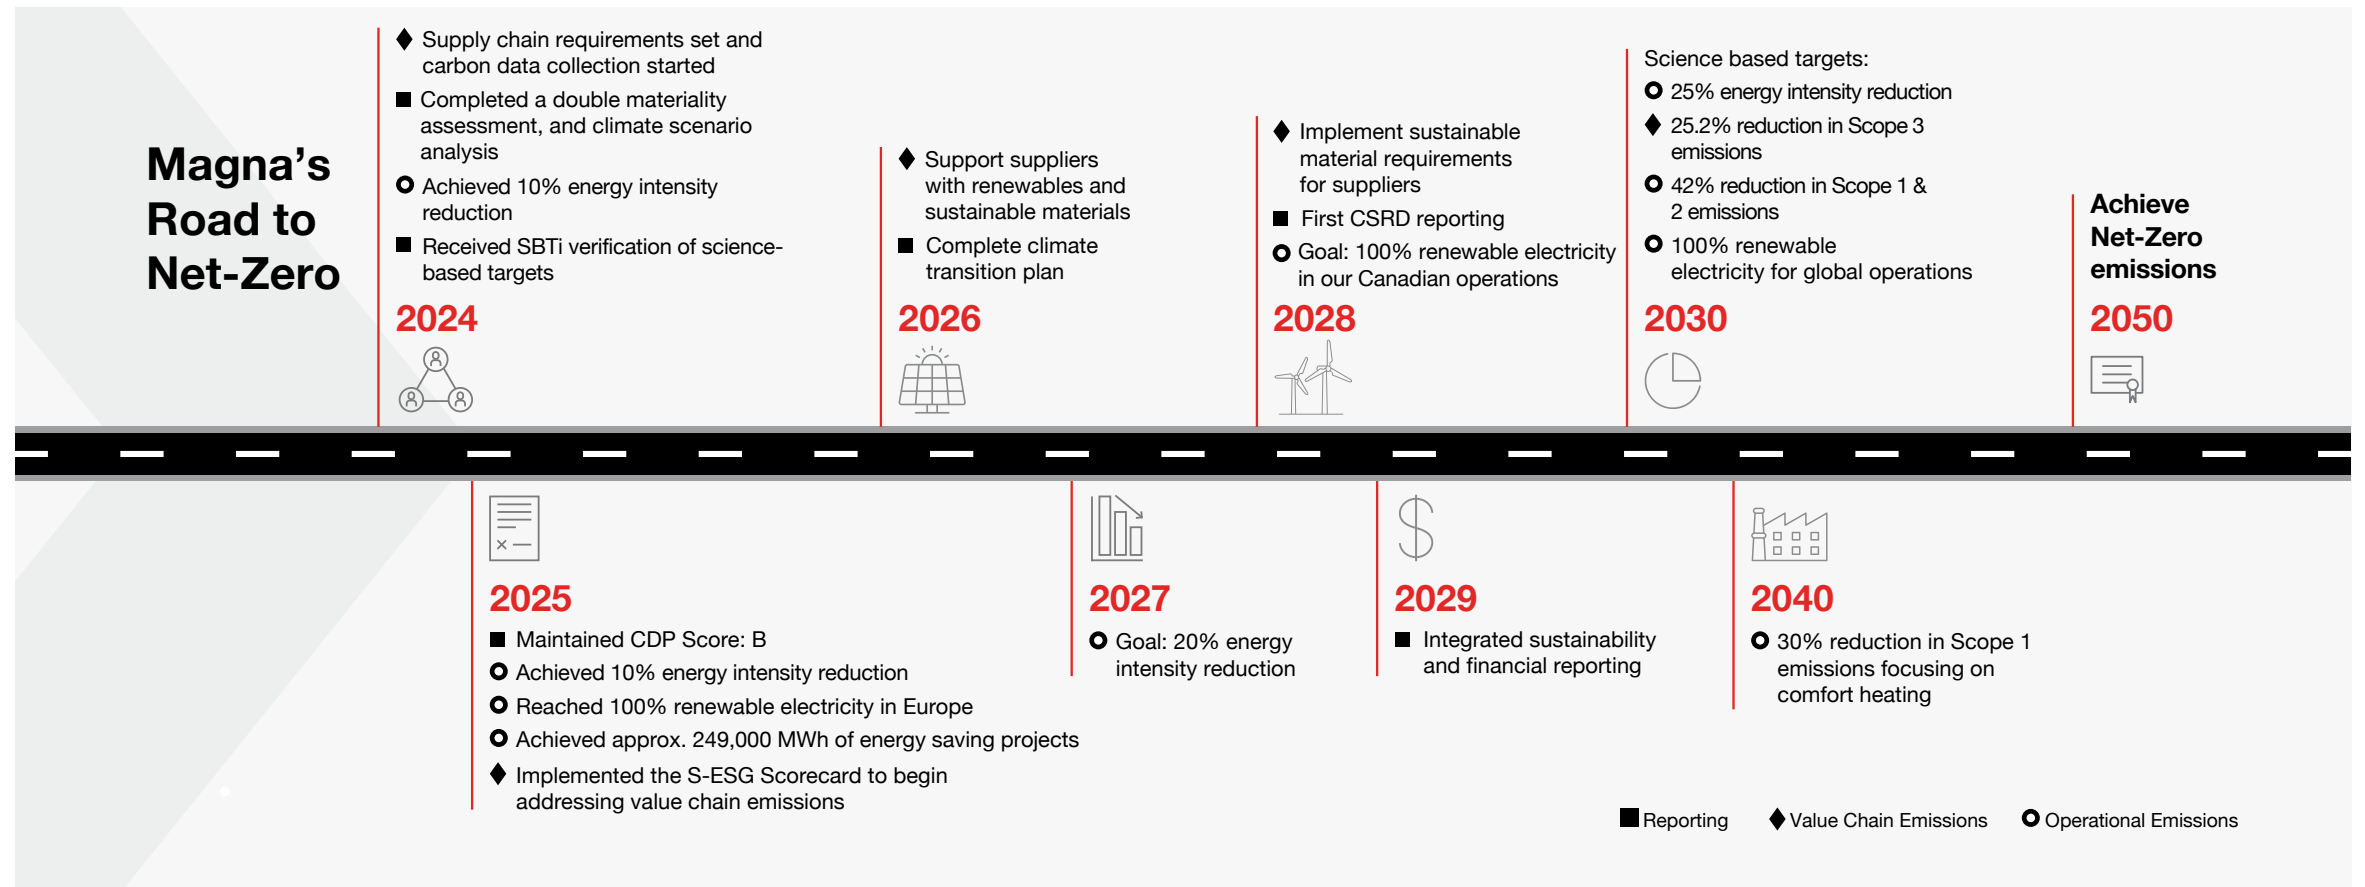 Magna’s
Road to
Net-Zero
Supply chain requirements set and
carbon data collection started
Completed a double materiality
assessment, and climate scenario
analysis
Achieved 10% energy intensity
reduction
Received SBTi verification of science-
based targets
2024
Support suppliers
with renewables and
sustainable materials
Complete climate
transition plan
2026
Implement sustainable
material requirements
for suppliers
First CSRD reporting
Goal: 100% renewable electricity
in our Canadian operations
2028
Science based targets:
25% energy intensity reduction
25.2% reduction in Scope 3
emissions
42% reduction in Scope 1 &
2 emissions
100% renewable
electricity for global operations
2030
Achieve
Net-Zero
emissions
2050
2025
Maintained CDP Score: B
Achieved 10% energy intensity reduction
Reached 100% renewable electricity in Europe
Achieved approx. 249,000 MWh of energy saving projects
Implemented the S-ESG Scorecard to begin
addressing value chain emissions
2027
Goal: 20% energy
intensity reduction
2029
Integrated sustainability
and financial reporting
2040
30% reduction in Scope 1
emissions focusing on
comfort heating
Reporting
Value Chain Emissions
Operational Emissions